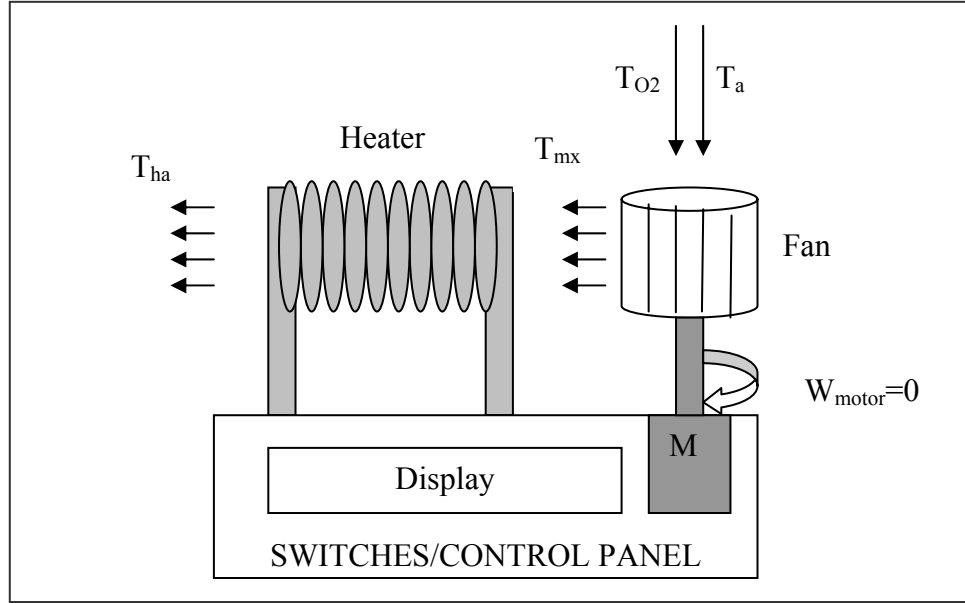 T_O2 T_a
Heater
T_mx
T_ha
Fan
W_motor=0
M
Display
SWITCHES/CONTROL PANEL